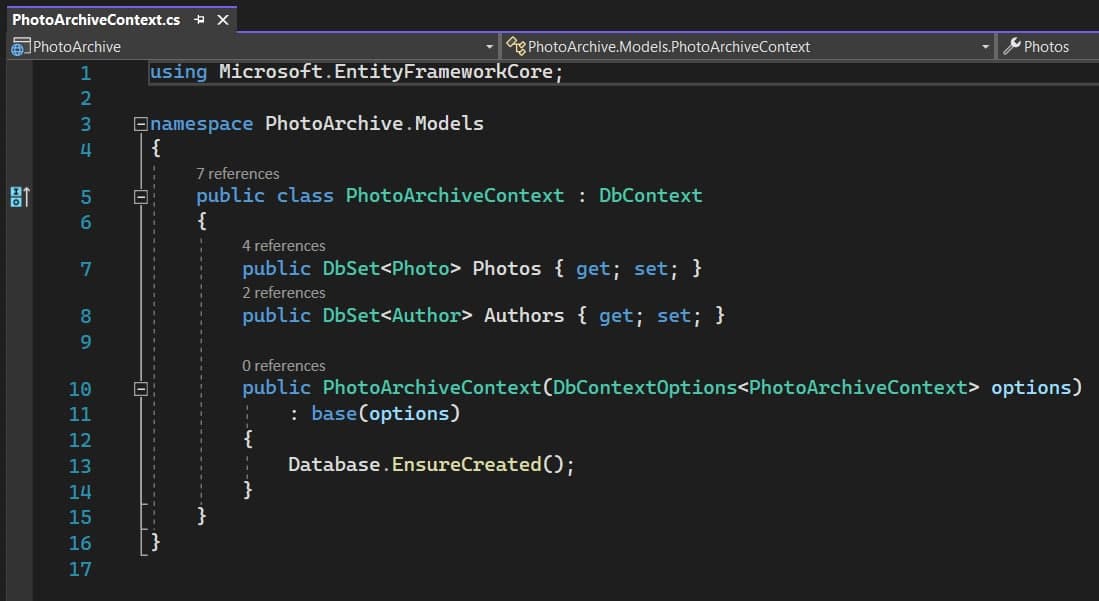 PhotoArchiveContext.cs
PhotoArchive PhotoArchive.Models.PhotoArchiveContext Photos
1 using Microsoft.EntityFrameworkCore;
2
3 namespace PhotoArchive.Models
4 {
7 references
5 public class PhotoArchiveContext : DbContext
6 {
4 references
7 public DbSet<Photo> Photos { get; set; }
2 references
8 public DbSet<Author> Authors { get; set; }
9
0 references
10 public PhotoArchiveContext(DbContextOptions<PhotoArchiveContext> options)
11 : base(options)
12 {
13 Database.EnsureCreated();
14 }
15 }
16 }
17